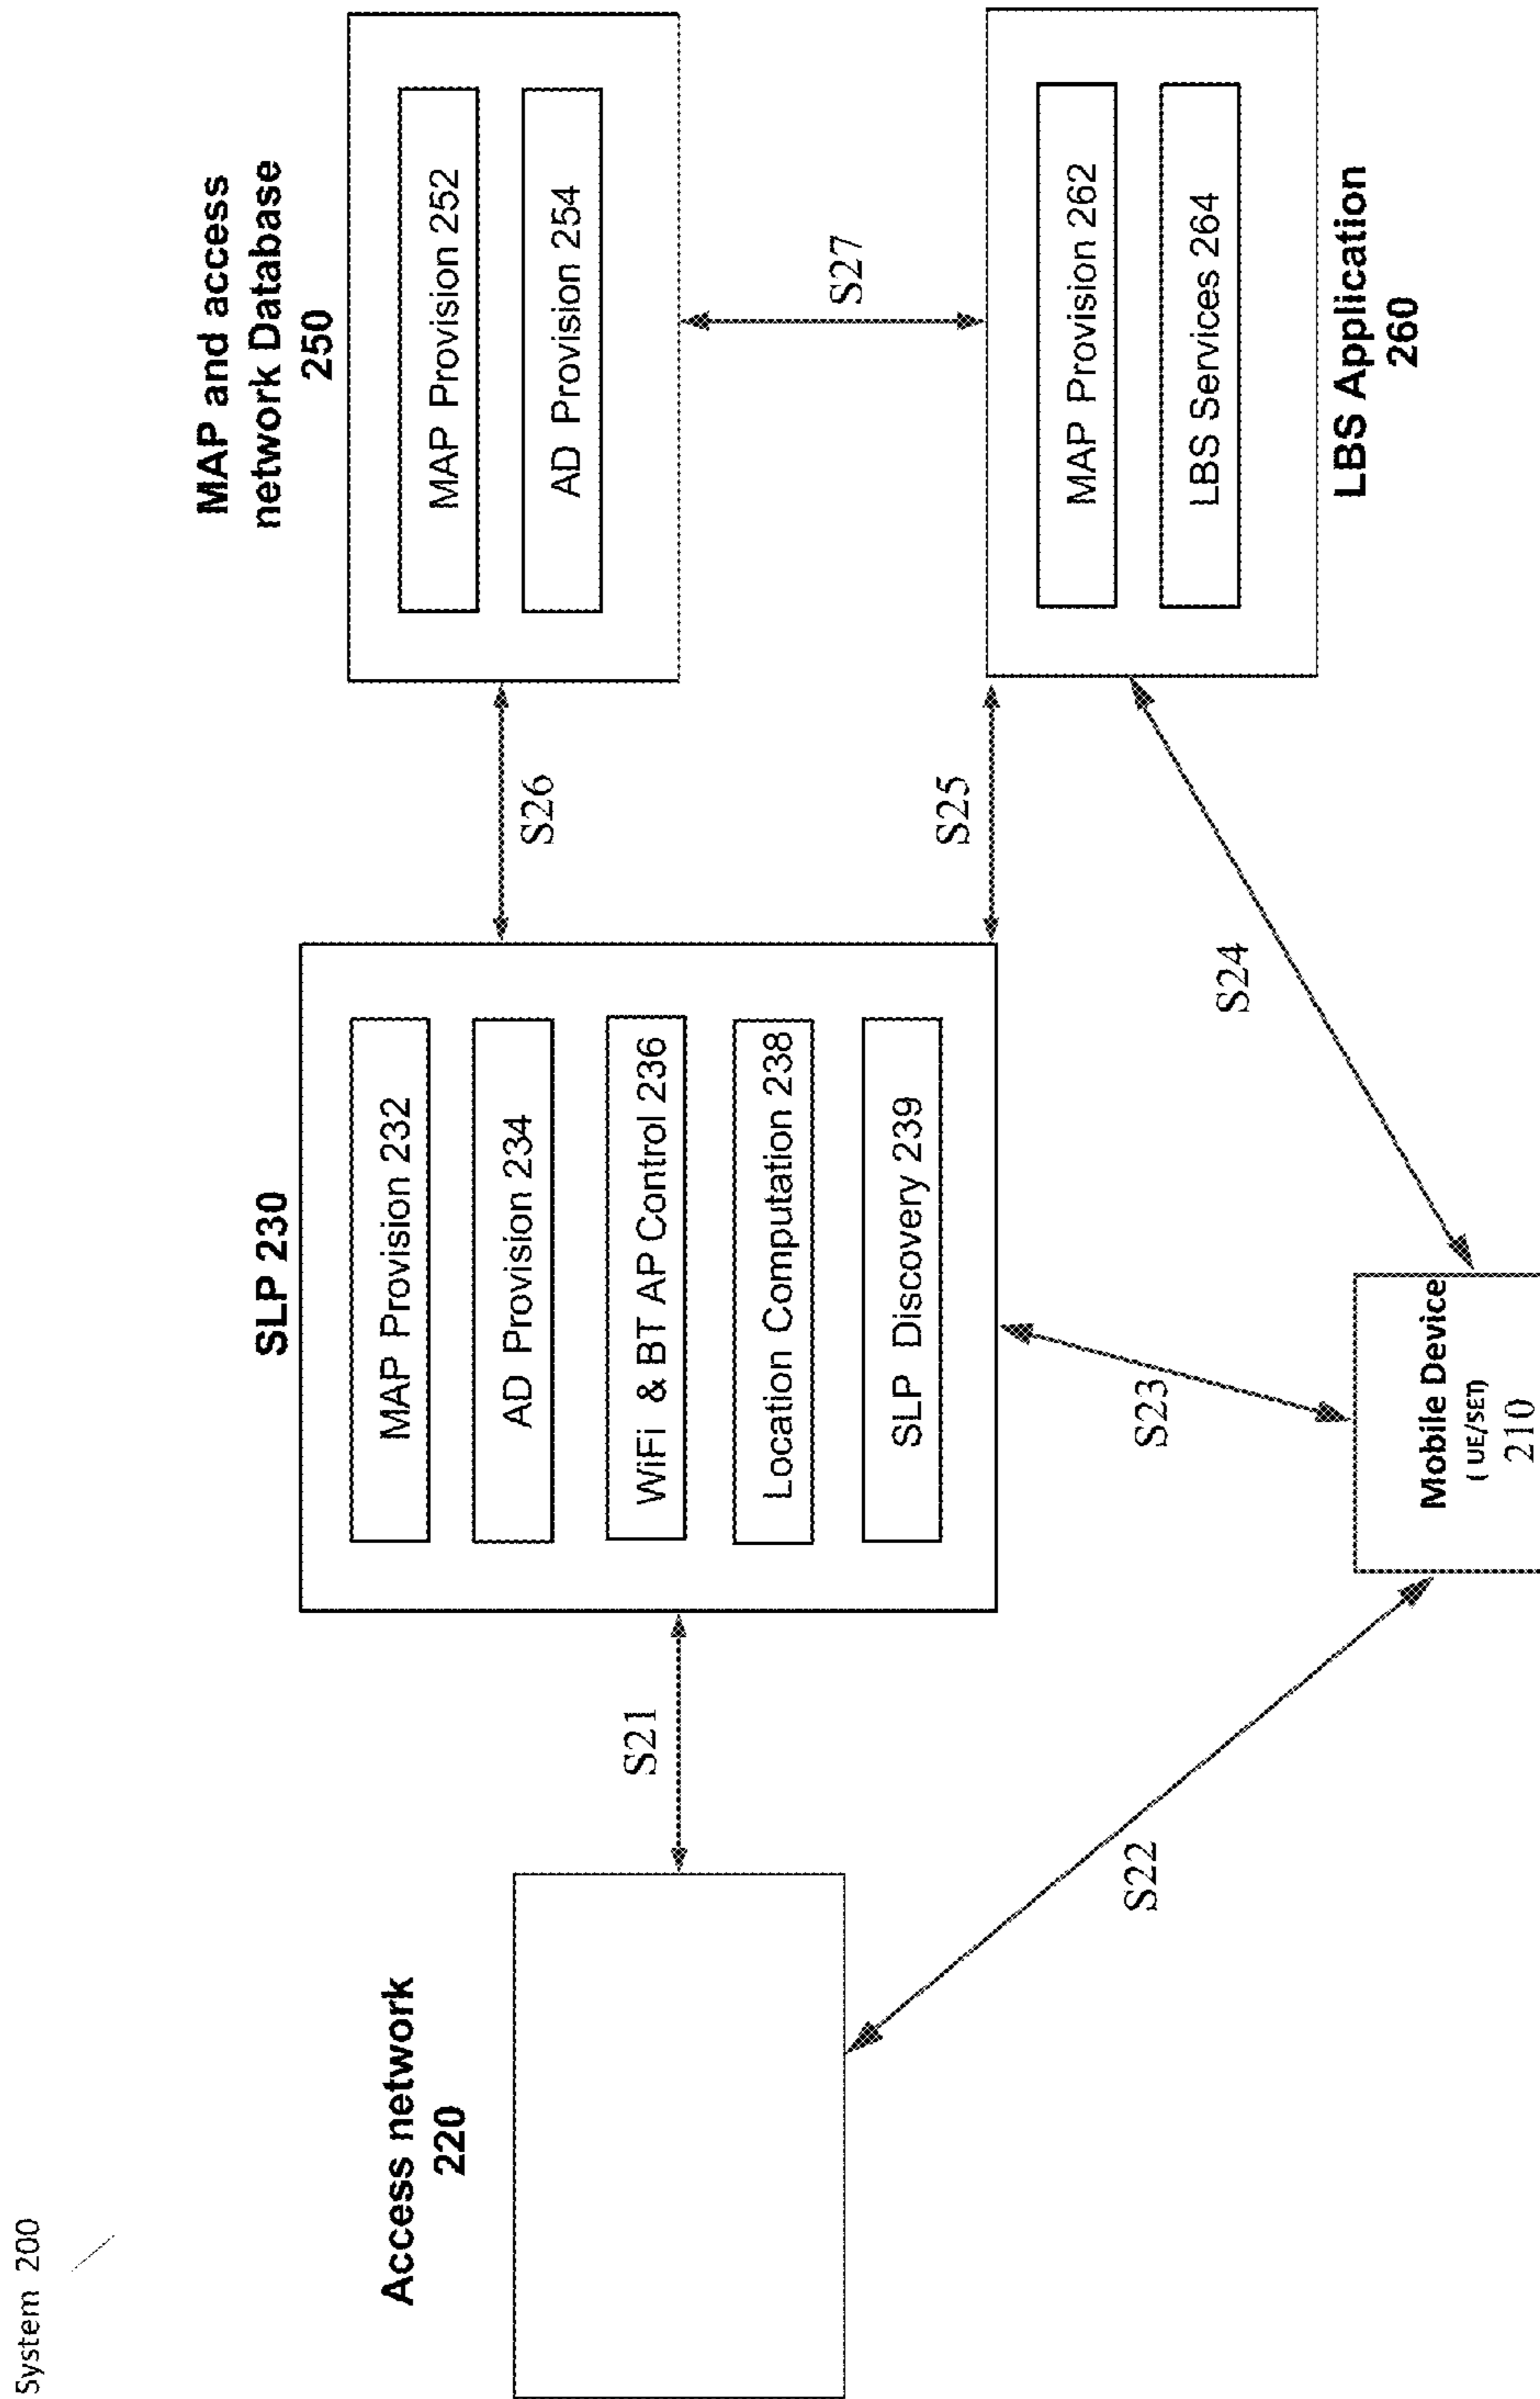 System 200
Access network
220
S21
S22
SLP 230
MAP Provision 232
AD Provision 234
WiFi & BT AP Control 236
Location Computation 238
SLP Discovery 239
S23
Mobile Device
( UE/SET)
210
S26
S25
S24
MAP and access
network Database
250
MAP Provision 252
AD Provision 254
S27
MAP Provision 262
LBS Services 264
LBS Application
260